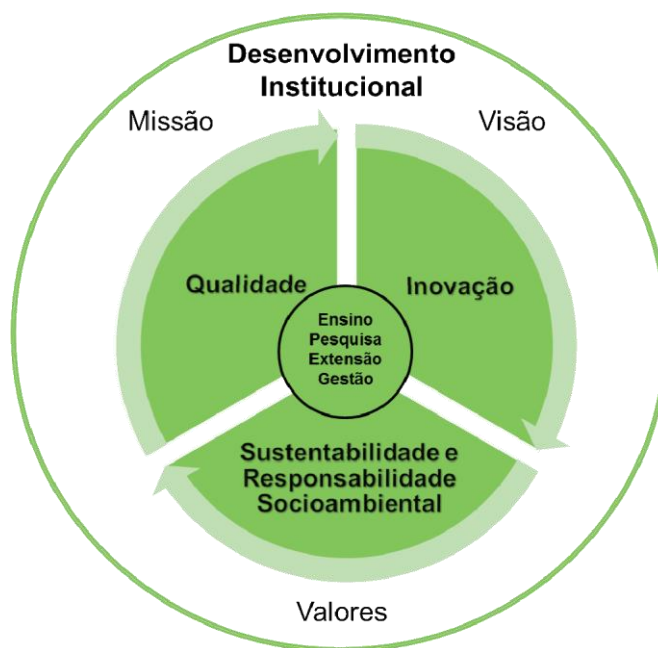 Desenvolvimento
Institucional
Missão
Visão
Qualidade
Inovação
Ensino
Pesquisa
Extensão
Gestão
Sustentabilidade e
Responsabilidade
Socioambiental
Valores